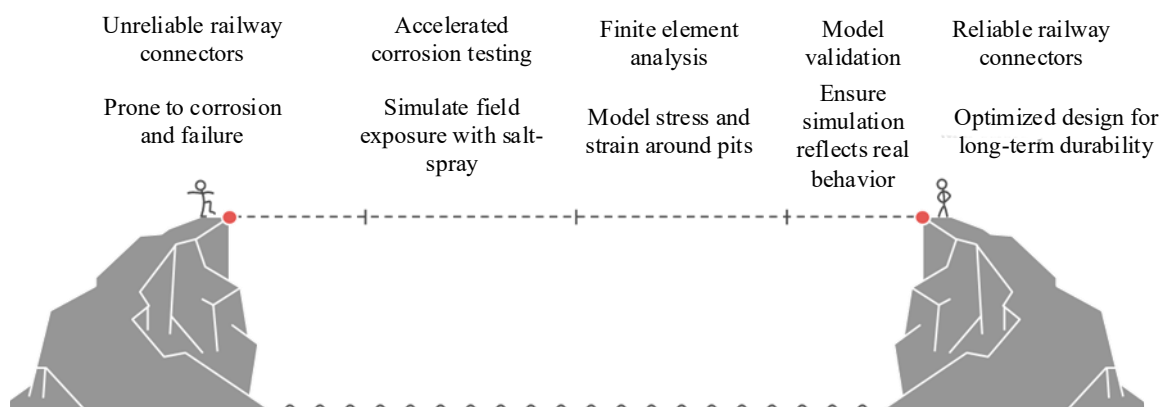 Unreliable railway
connectors
Prone to corrosion
and failure
Accelerated
corrosion testing
Simulate field
exposure with salt-
spray
Finite element
analysis
Model stress and
strain around pits
Model
validation
Ensure
simulation
reflects real
behavior
Reliable railway
connectors
Optimized design for
long-term durability